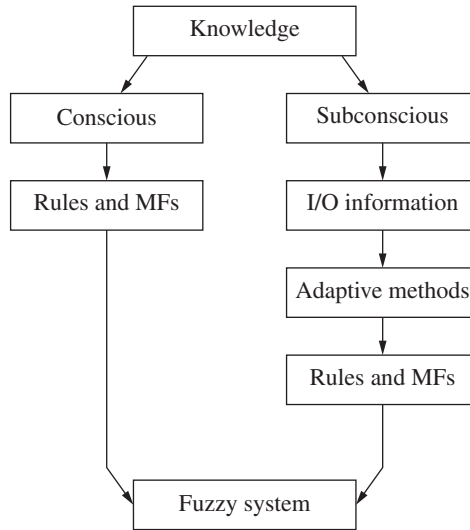 Knowledge
Conscious
Subconscious
Rules and MFs
I/O information
Adaptive methods
Rules and MFs
Fuzzy system